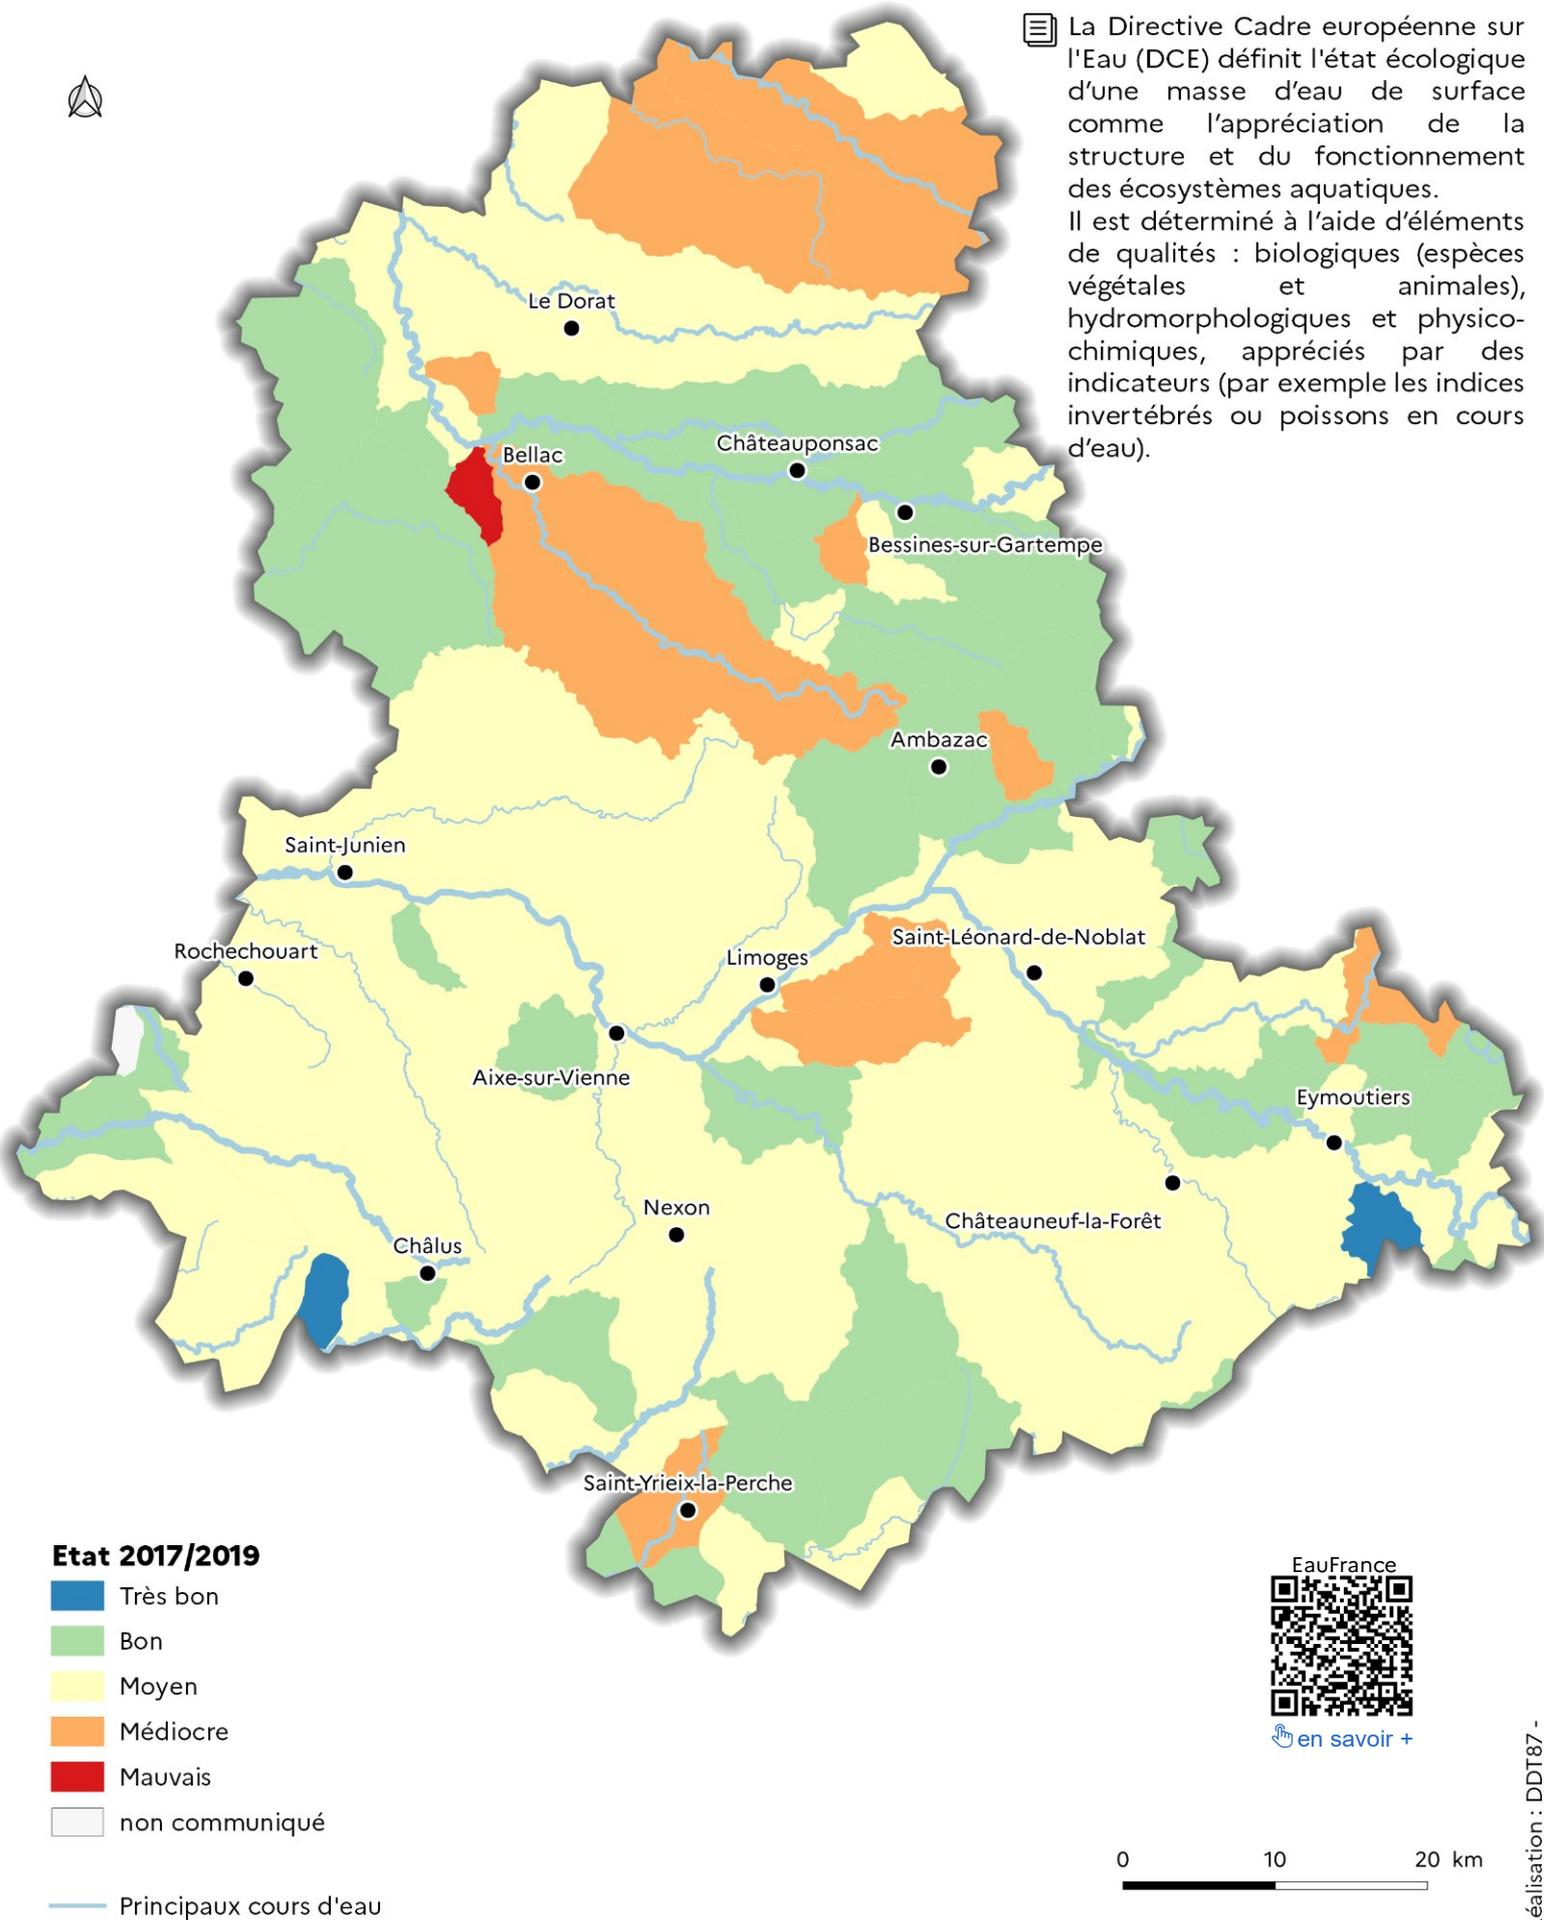 La Directive Cadre européenne sur
l'Eau (DCE) définit l'état écologique
d’une masse d’eau de surface
comme l’appréciation de la
structure et du fonctionnement
des écosystèmes aquatiques.
Il est déterminé à l’aide d’éléments
de qualités : biologiques (espèces
végétales et animales),
hydromorphologiques et physico-
chimiques, appréciés par des
indicateurs (par exemple les indices
invertébrés ou poissons en cours
d’eau).
Le Dorat
Châteauponsac
Bellac
Bessines-sur-Gartempe
Ambazac
Saint-Junien
Saint-Léonard-de-Noblat
Rochechouart
Limoges
Aixe-sur-Vienne
Eymoutiers
Nexon
Châteauneuf-la-Forêt
Châlus
Saint-Yrieix-la-Perche
Etat 2017/2019
Très bon
Bon
Moyen
Médiocre
Mauvais
non communiqué
Principaux cours d'eau
EauFrance
en savoir +
0 10 20 km
éalisation : DDT87 -